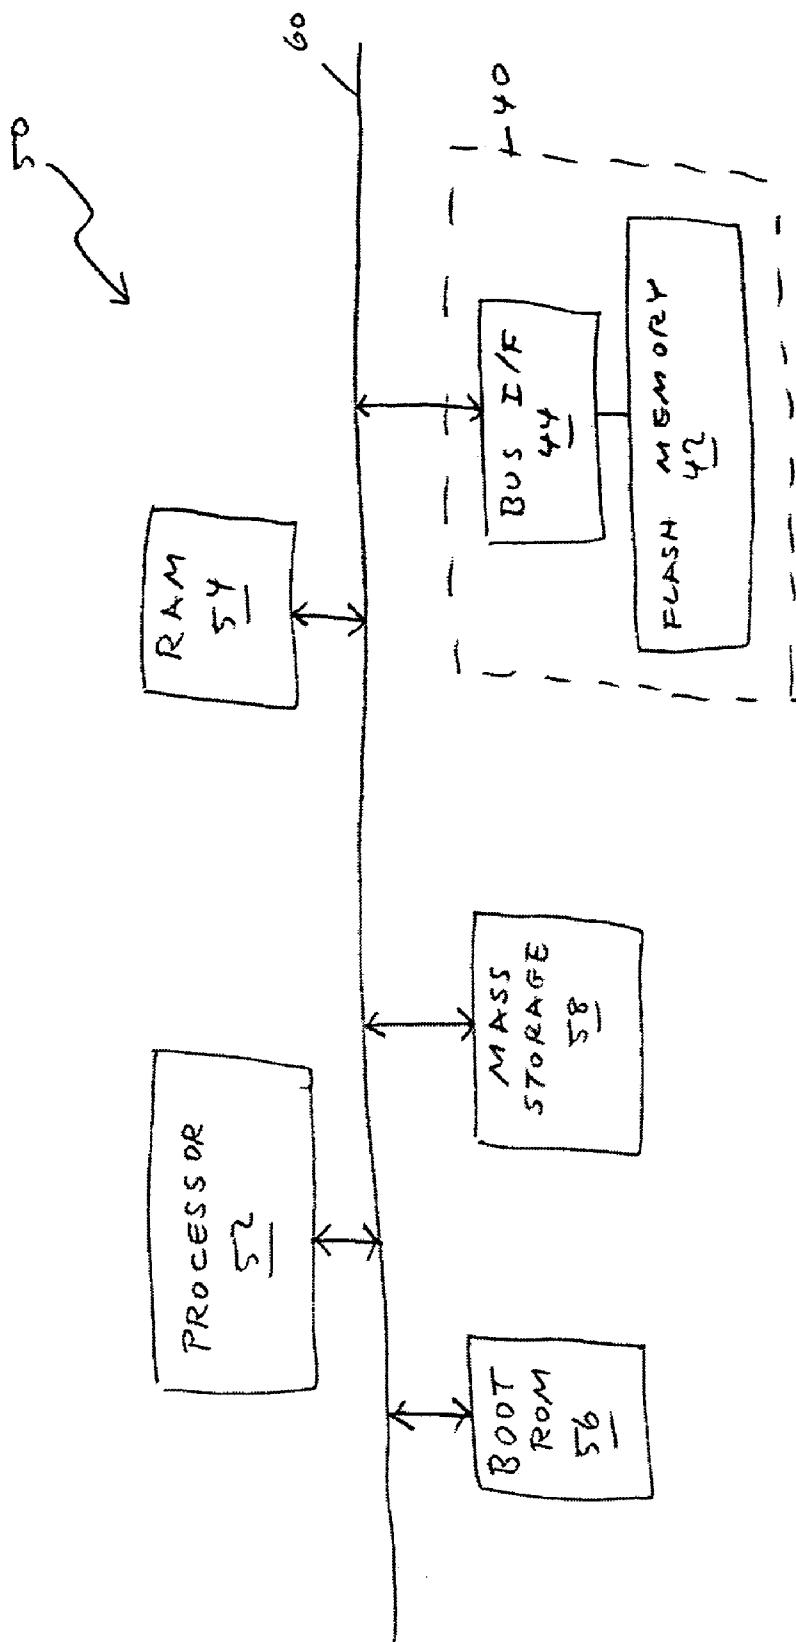 50
PROCESSOR
52
RAM
54
60
BOOT
ROM
56
MASS
STORAGE
58
BUS I/F
44
40
FLASH MEMORY
42